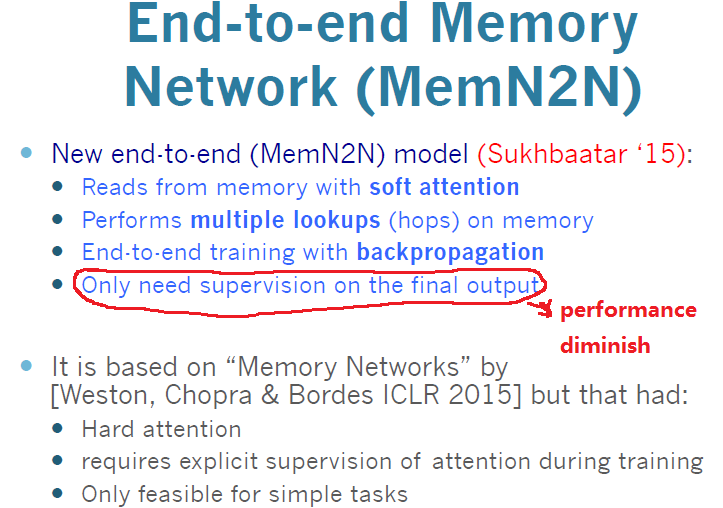 End-to-end Memory
Network (MemN2N)
New end-to-end (MemN2N) model (Sukhbaatar ‘15):
Reads from memory with soft attention
Performs multiple lookups (hops) on memory
End-to-end training with backpropagation
Only need supervision on the final output
performance
diminish
It is based on “Memory Networks” by
[Weston, Chopra & Bordes ICLR 2015] but that had:
Hard attention
requires explicit supervision of attention during training
Only feasible for simple tasks